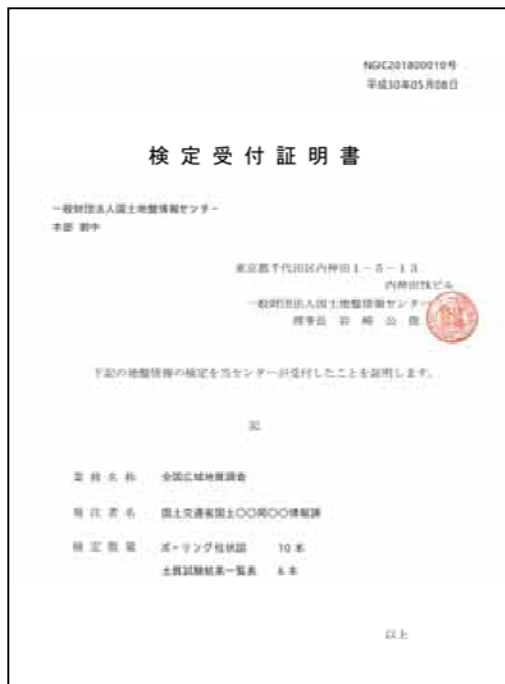 NGIC201800010号
平成30年05月08日
検定受付証明書
一般財団法人国土地盤情報センター
本部 御中
東京都千代田区内神田1-5-13
内神田TKビル
一般財団法人国土地盤情報センター
理事長 岩崎公俊
下記の地盤情報の検定を当センターが受付したことを証明します。
記
業務名称 全国広域地質調査
発注者名 国土交通省国土〇〇局〇〇情報課
検定数量 ボーリング柱状図 10本
土質試験結果一覧表 6本
以上